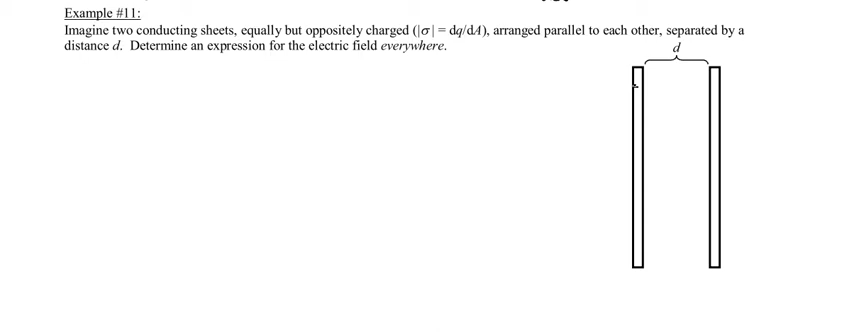 Example #11:
Imagine two conducting sheets, equally but oppositely charged (|σ| = dq/dA), arranged parallel to each other, separated by a
distance d. Determine an expression for the electric field everywhere.
d